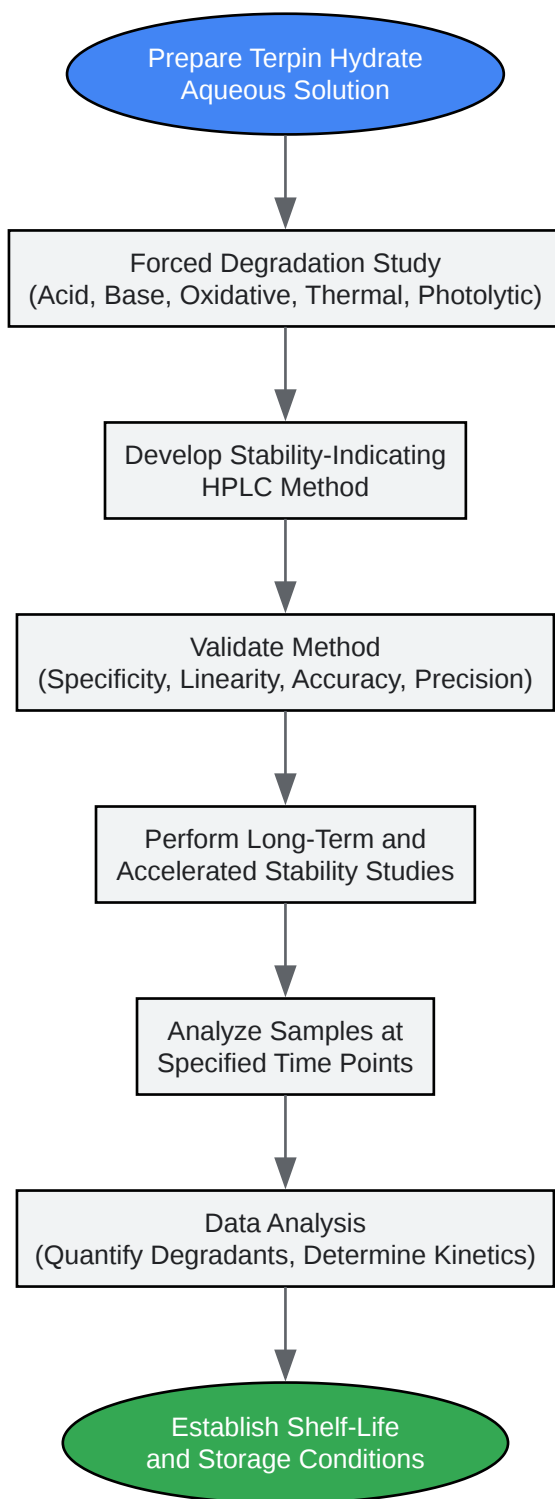 Prepare Terpin Hydrate
Aqueous Solution
Forced Degradation Study
(Acid, Base, Oxidative, Thermal, Photolytic)
Develop Stability-Indicating
HPLC Method
Validate Method
(Specificity, Linearity, Accuracy, Precision)
Perform Long-Term and
Accelerated Stability Studies
Analyze Samples at
Specified Time Points
Data Analysis
(Quantify Degradants, Determine Kinetics)
Establish Shelf-Life
and Storage Conditions